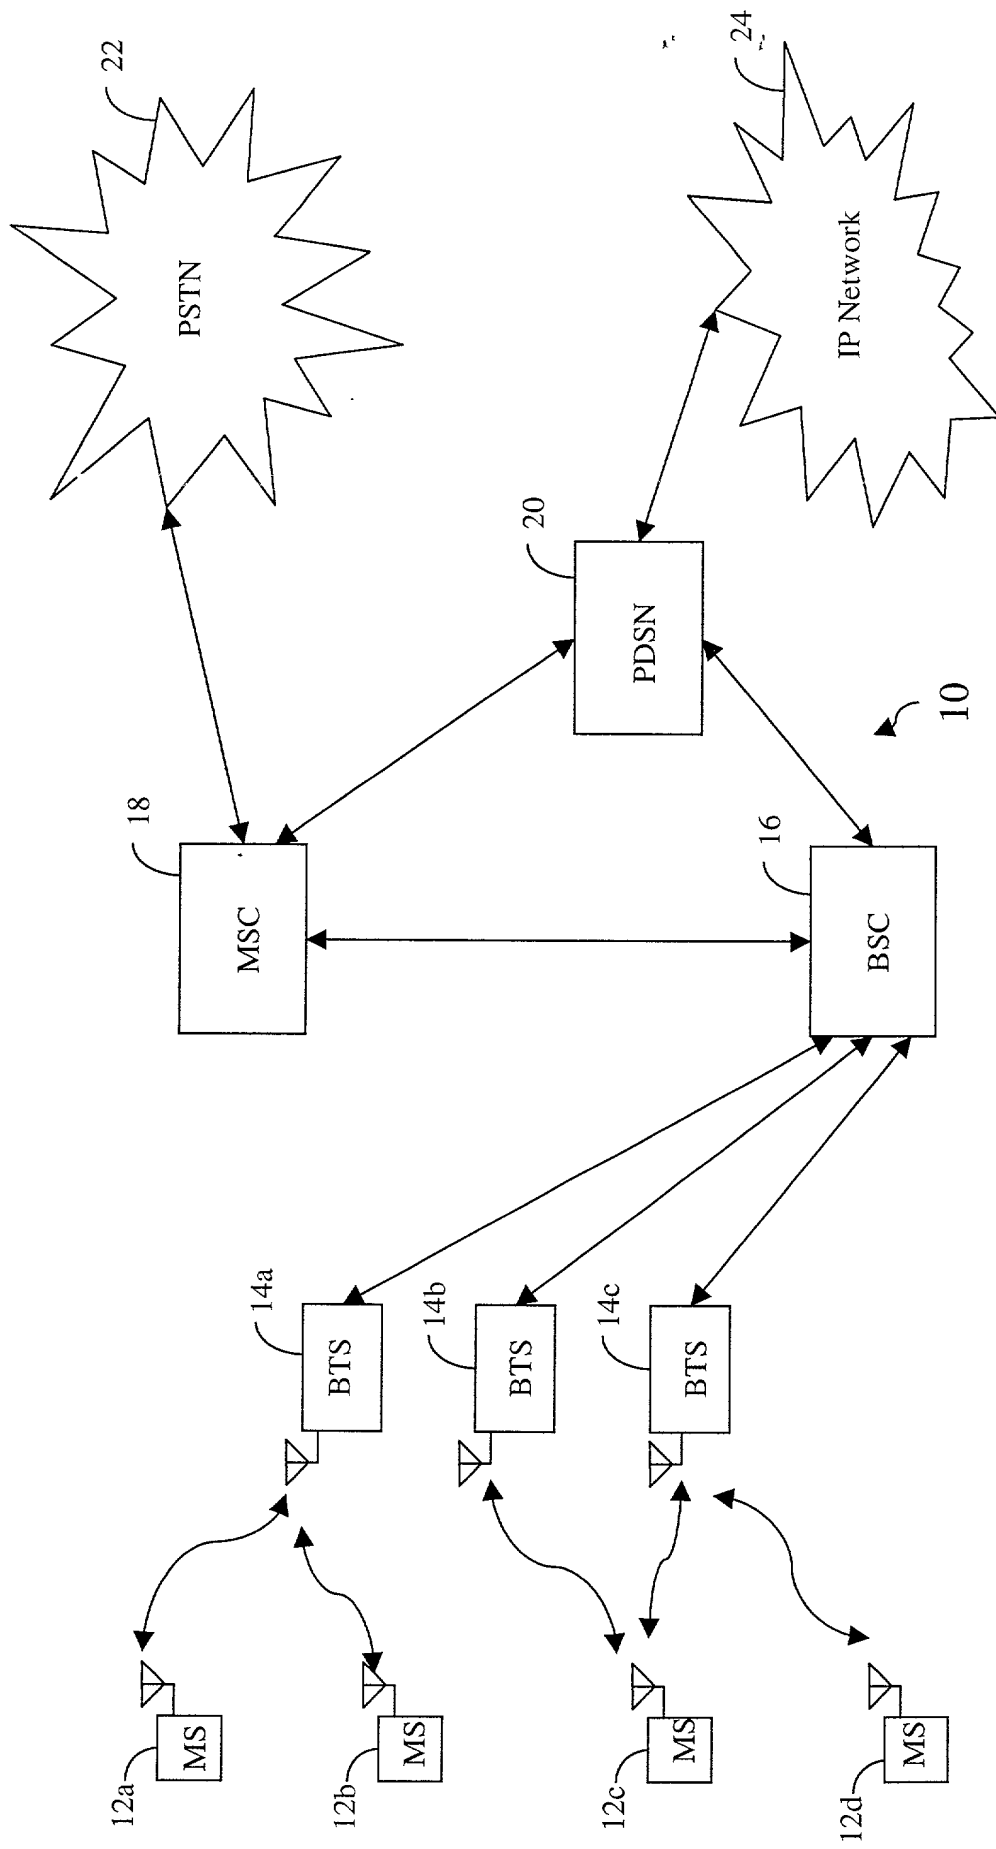 12a
MS
12b
MS
12c
MS
12d
MS
14a
BTS
14b
BTS
14c
BTS
18
MSC
16
BSC
20
PDSN
22
PSTN
24
IP Network
10